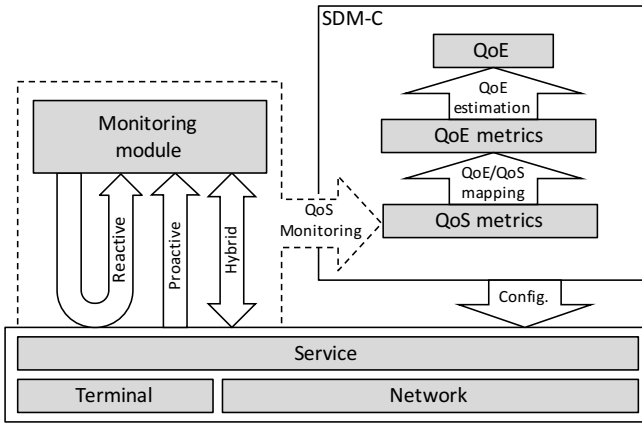 SDM-C
QoE
QoE
estimation
QoE metrics
QoE/QoS
mapping
QoS metrics
Monitoring
module
Reactive
Proactive
Hybrid
QoS
Monitoring
Config.
Service
Terminal
Network